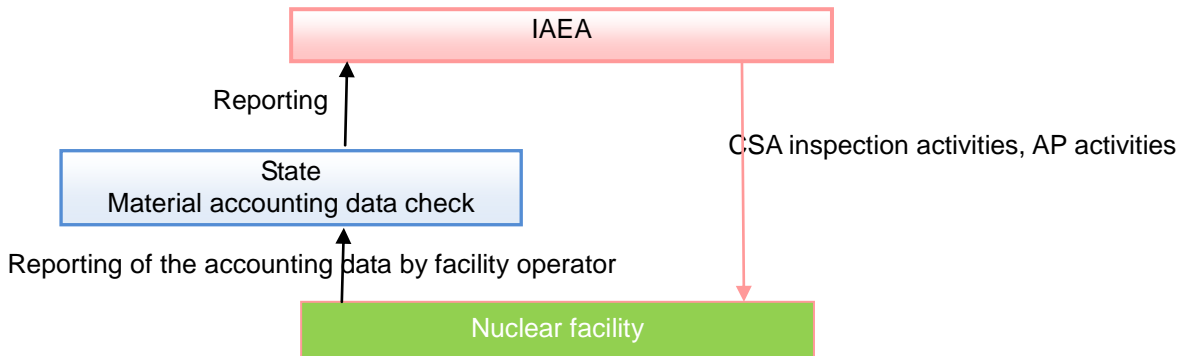 IAEA
Reporting
CSA inspection activities, AP activities
State
Material accounting data check
Reporting of the accounting data by facility operator
Nuclear facility